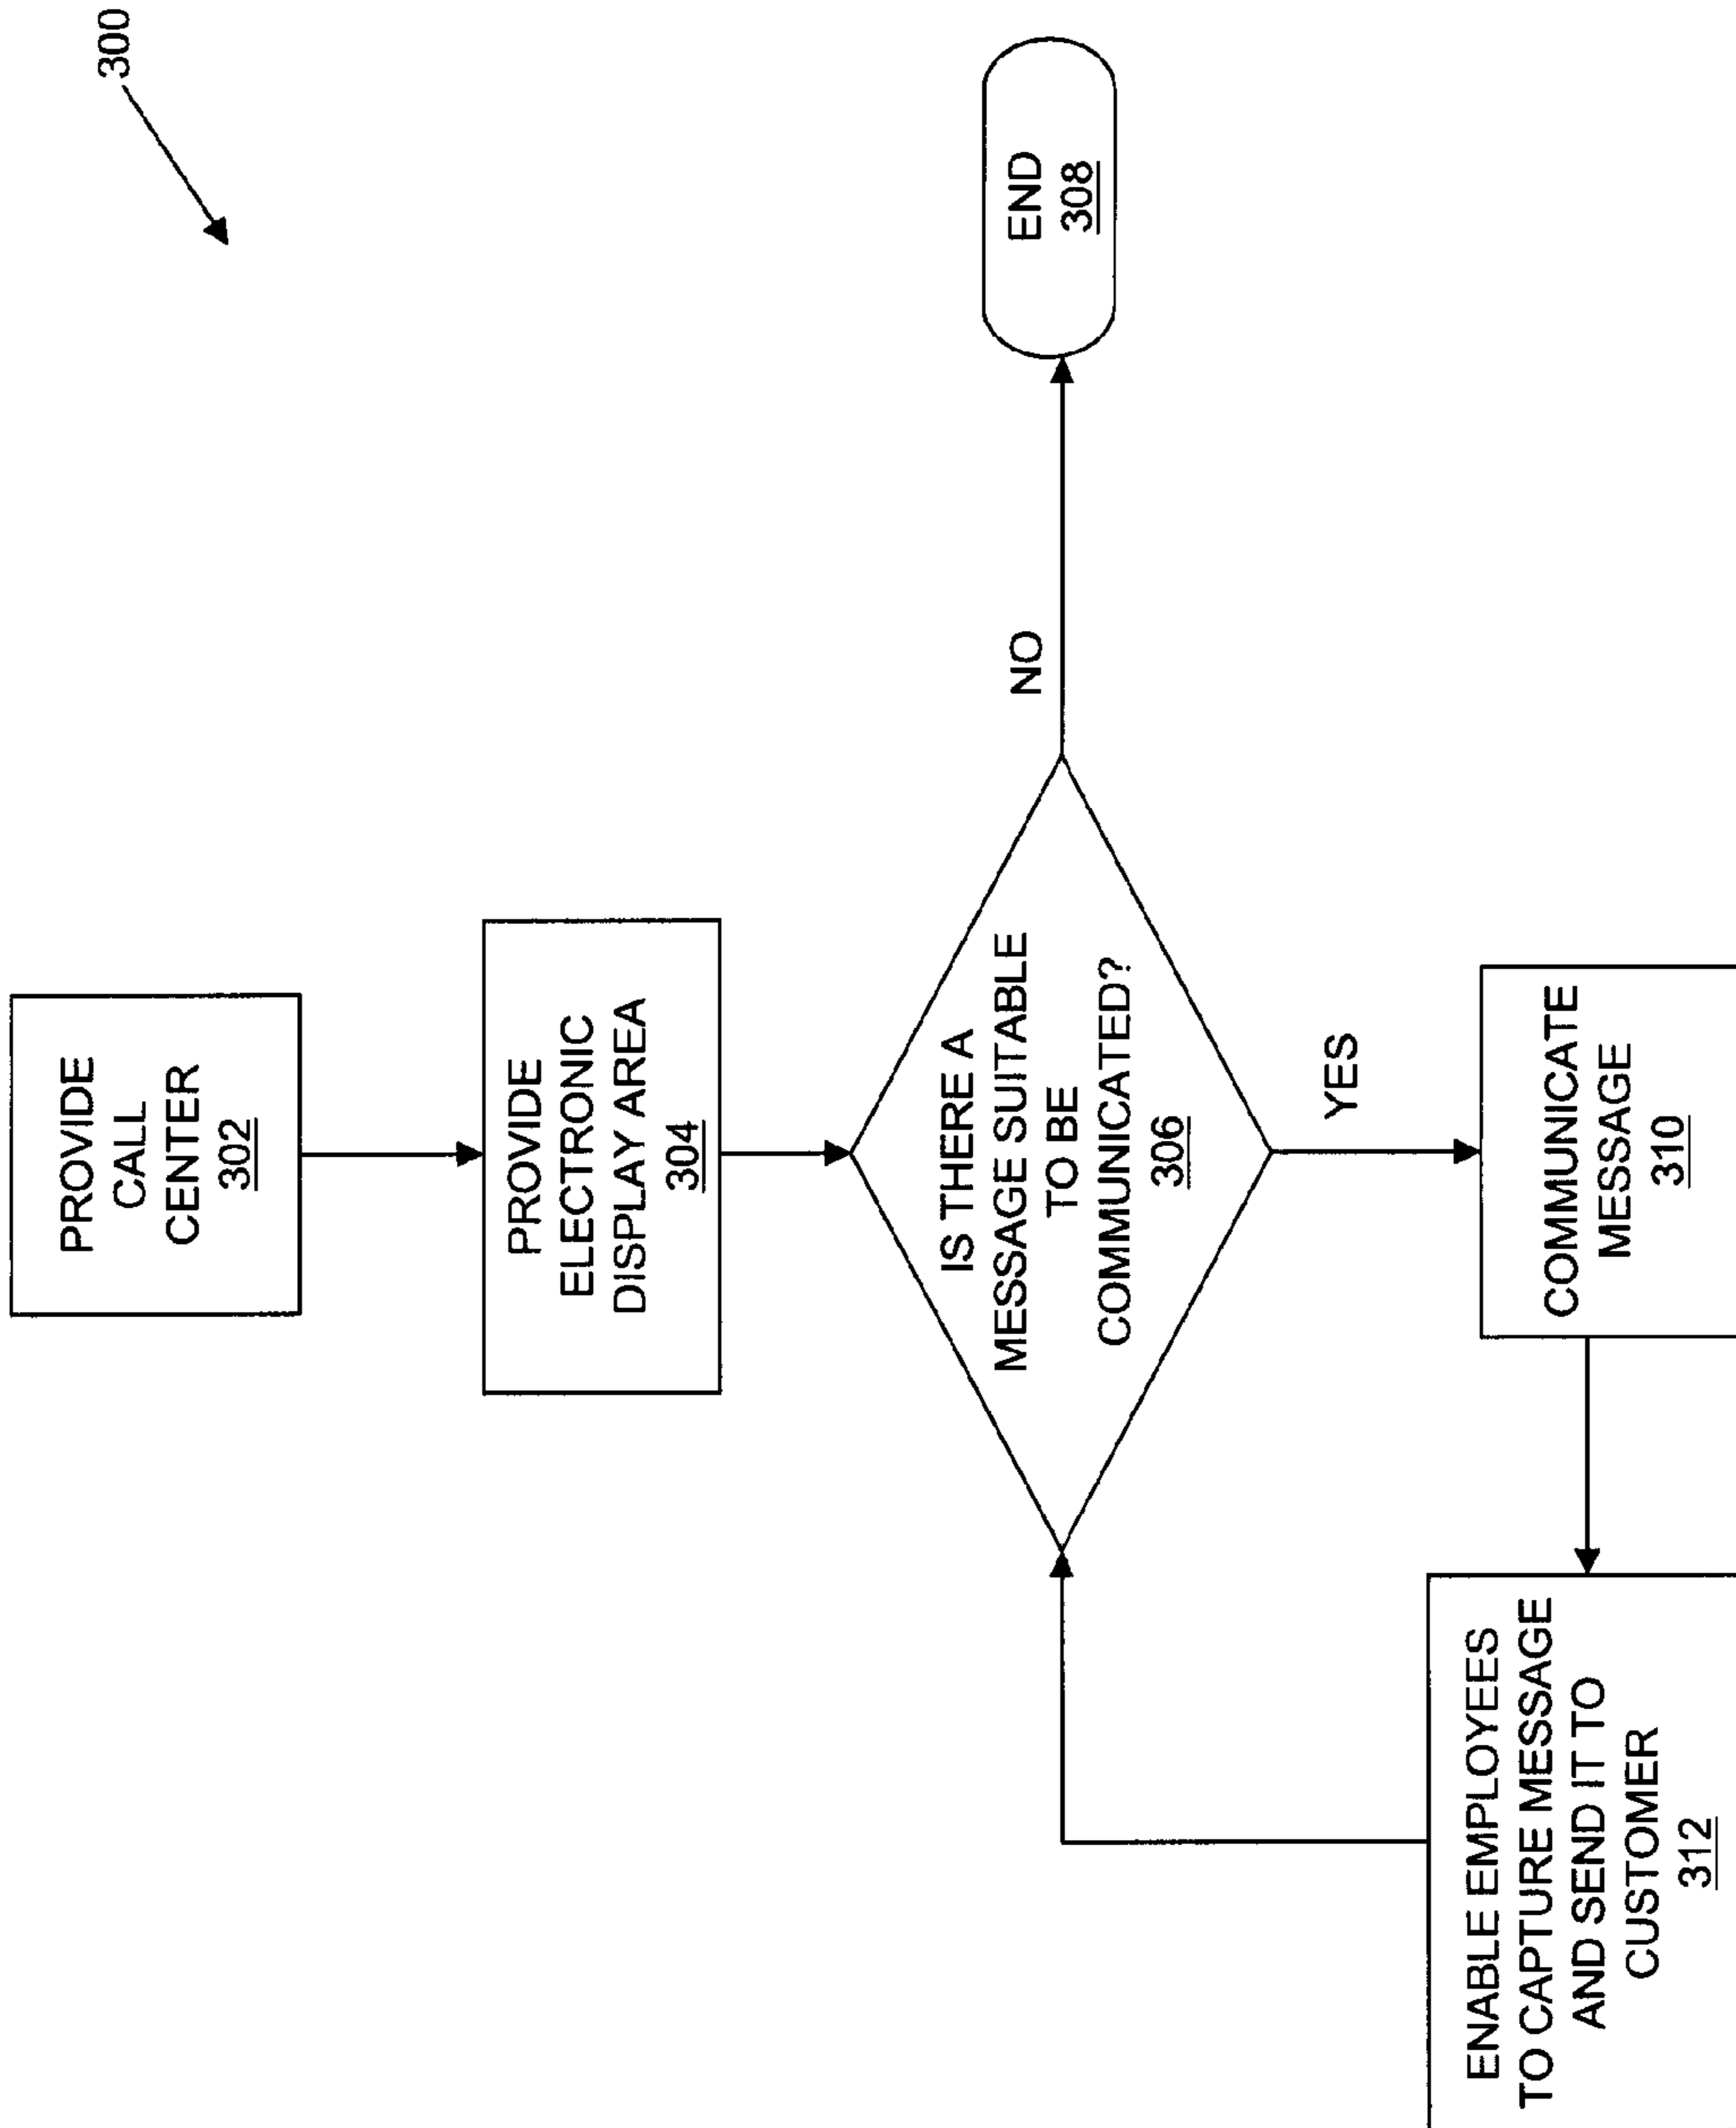 300
PROVIDE
CALL
CENTER
302
PROVIDE
ELECTRONIC
DISPLAY AREA
304
IS THERE A
MESSAGE SUITABLE
TO BE
COMMUNICATED?
306
NO
END
308
YES
COMMUNICATE
MESSAGE
310
ENABLE EMPLOYEES
TO CAPTURE MESSAGE
AND SEND IT TO
CUSTOMER
312